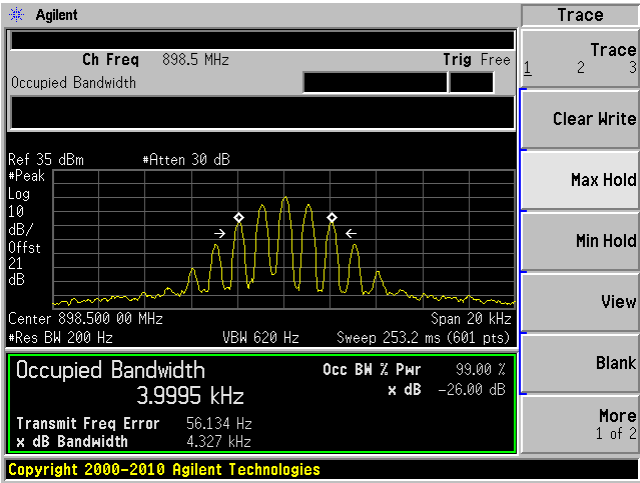 Agilent
Trace
Ch Freq 898.5 MHz Trig Free
Occupied Bandwidth
Trace
1 2 3
Clear Write
Max Hold
Min Hold
View
Blank
More
1 of 2
Ref 35 dBm #Atten 30 dB
#Peak
Log
10
dB/
Offst
21
dB
Center 898.500 00 MHz Span 20 kHz
#Res BW 200 Hz VBW 620 Hz Sweep 253.2 ms (601 pts)
Occupied Bandwidth Occ BW % Pwr 99.00 %
3.9995 kHz x dB -26.00 dB
Transmit Freq Error 56.134 Hz
x dB Bandwidth 4.327 kHz
Copyright 2000-2010 Agilent Technologies